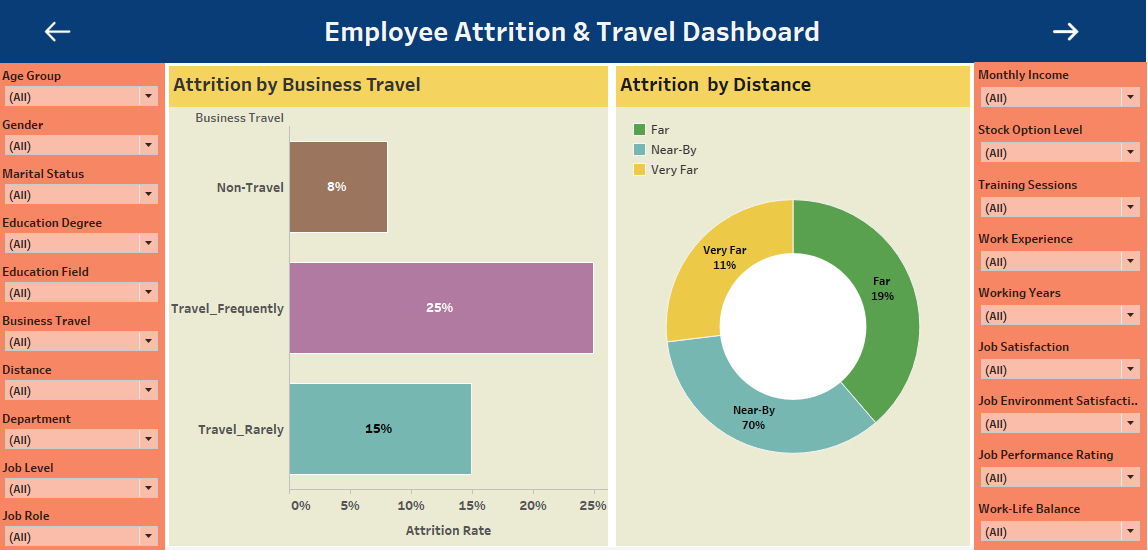 Employee Attrition & Travel Dashboard
Age Group
(All)
Gender
(All)
Marital Status
(All)
Education Degree
(All)
Education Field
(All)
Business Travel
(All)
Distance
(All)
Department
(All)
Job Level
(All)
Job Role
(All)
Attrition by Business Travel
Business Travel
Non-Travel
8%
Travel_Frequently
25%
Travel_Rarely
15%
0% 5% 10% 15% 20% 25%
Attrition Rate
Attrition by Distance
Far
Near-By
Very Far
Very Far
11%
Far
19%
Near-By
70%
Monthly Income
(All)
Stock Option Level
(All)
Training Sessions
(All)
Work Experience
(All)
Working Years
(All)
Job Satisfaction
(All)
Job Environment Satisfacti..
(All)
Job Performance Rating
(All)
Work-Life Balance
(All)